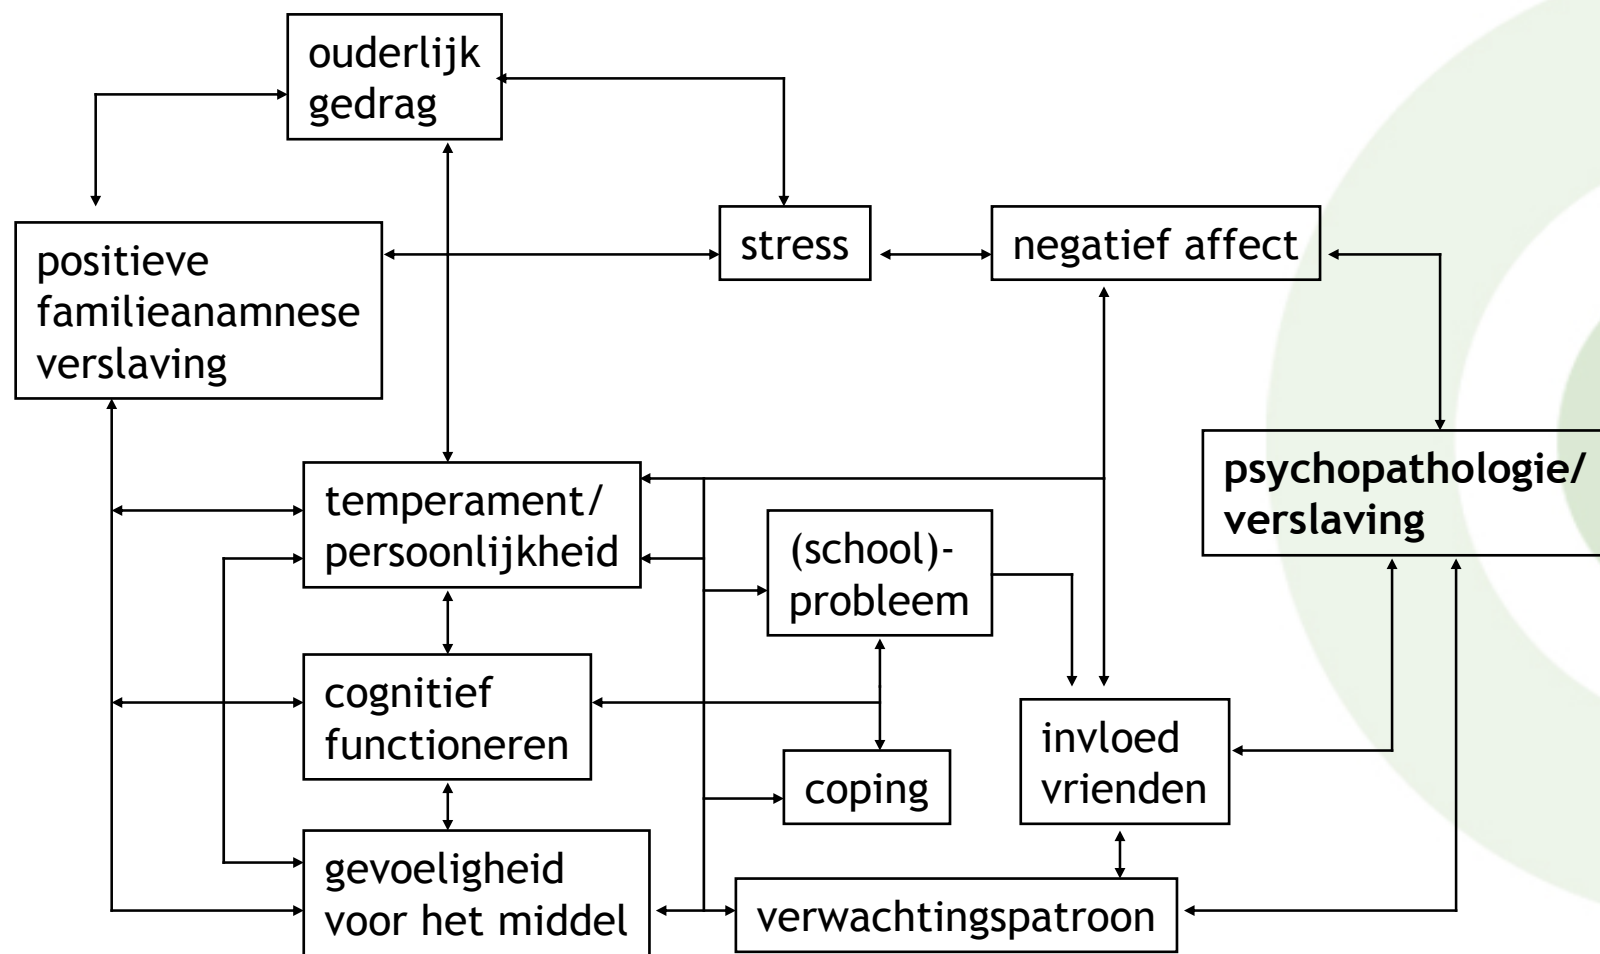 ouderlijk
gedrag
stress
negatief affect
positieve
familieanamnese
verslaving
psychopathologie/
verslaving
temperament/
persoonlijkheid
(school)-
probleem
cognitief
functioneren
invloed
vrienden
coping
gevoeligheid
voor het middel
verwachtingspatroon